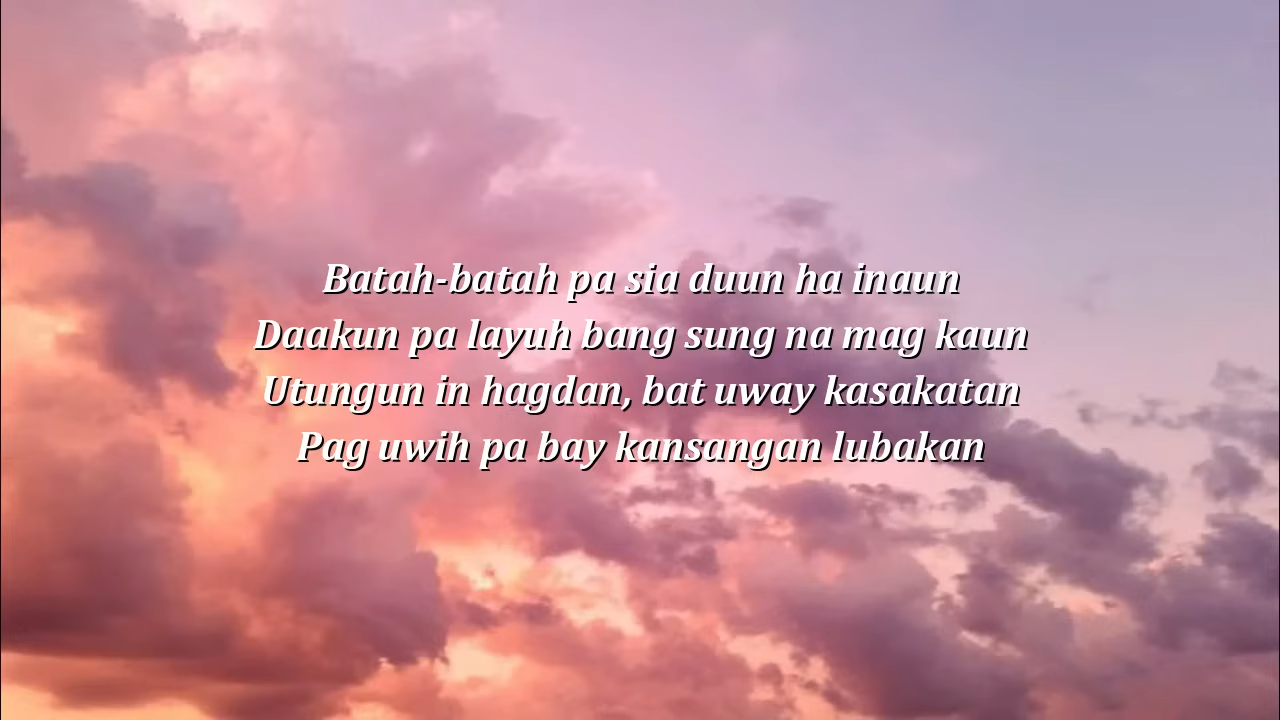 Batah-batah pa sia duun ha inaun
Daakun pa layuh bang sung na mag kaun
Utungun in hagdan, bat uway kasakatan
Pag uwih pa bay kansangan lubakan